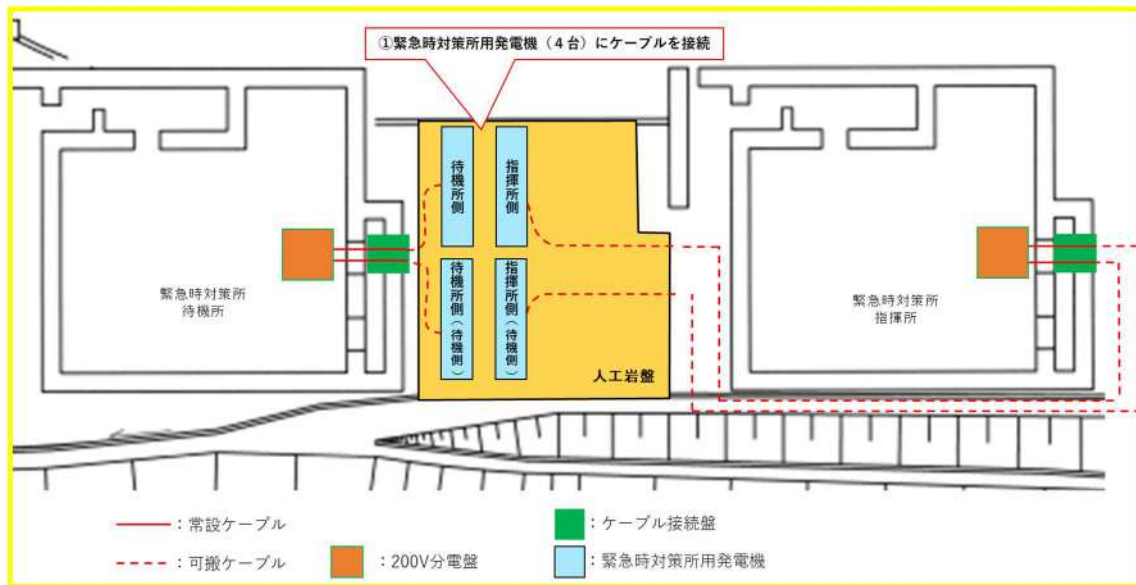 ①緊急時対策所用発電機（４台）にケーブルを接続
待機所側
指揮所側
待機所側（待機側）
指揮所側（待機側）
緊急時対策所
待機所
緊急時対策所
指揮所
人工岩盤
：常設ケーブル
：ケーブル接続盤
：可搬ケーブル
：200V分電盤
：緊急時対策所用発電機